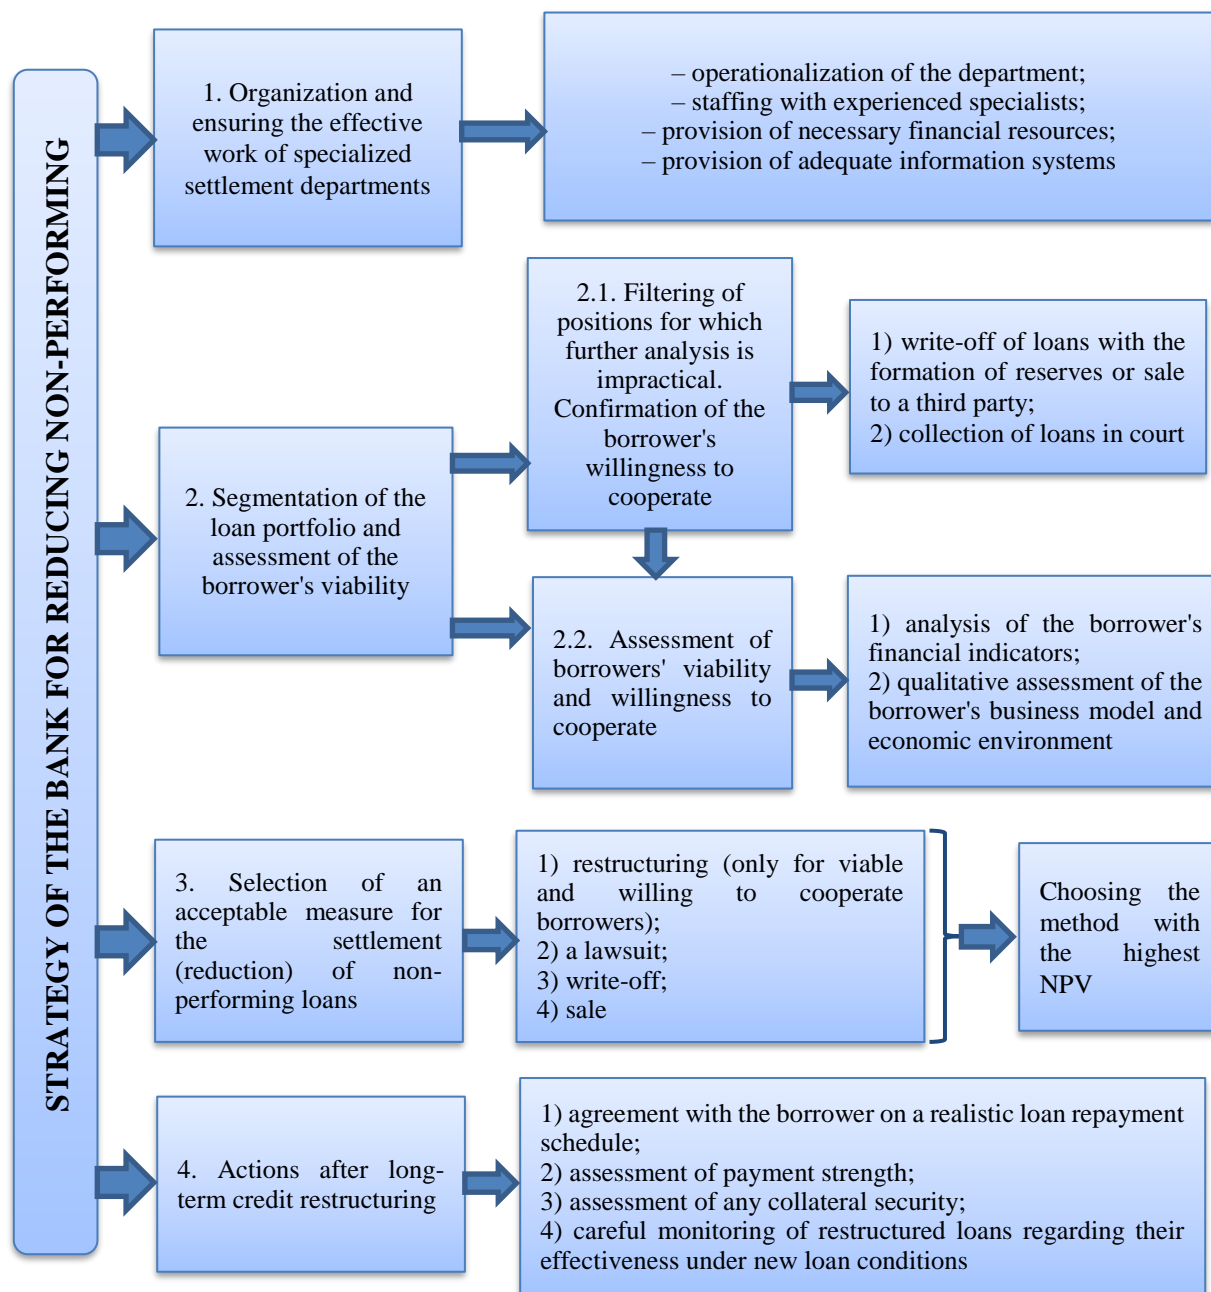 STRATEGY OF THE BANK FOR REDUCING NON-PERFORMING
1. Organization and
ensuring the effective
work of specialized
settlement departments
– operationalization of the department;
– staffing with experienced specialists;
– provision of necessary financial resources;
– provision of adequate information systems
2. Segmentation of the
loan portfolio and
assessment of the
borrower's viability
2.1. Filtering of
positions for which
further analysis is
impractical.
Confirmation of the
borrower's
willingness to
cooperate
1) write-off of loans with the
formation of reserves or sale
to a third party;
2) collection of loans in court
2.2. Assessment of
borrowers' viability
and willingness to
cooperate
1) analysis of the borrower's
financial indicators;
2) qualitative assessment of the
borrower's business model and
economic environment
3. Selection of an
acceptable measure for
the settlement
(reduction) of non-
performing loans
1) restructuring (only for viable
and willing to cooperate
borrowers);
2) a lawsuit;
3) write-off;
4) sale
Choosing the
method with
the highest
NPV
4. Actions after long-
term credit restructuring
1) agreement with the borrower on a realistic loan repayment
schedule;
2) assessment of payment strength;
3) assessment of any collateral security;
4) careful monitoring of restructured loans regarding their
effectiveness under new loan conditions